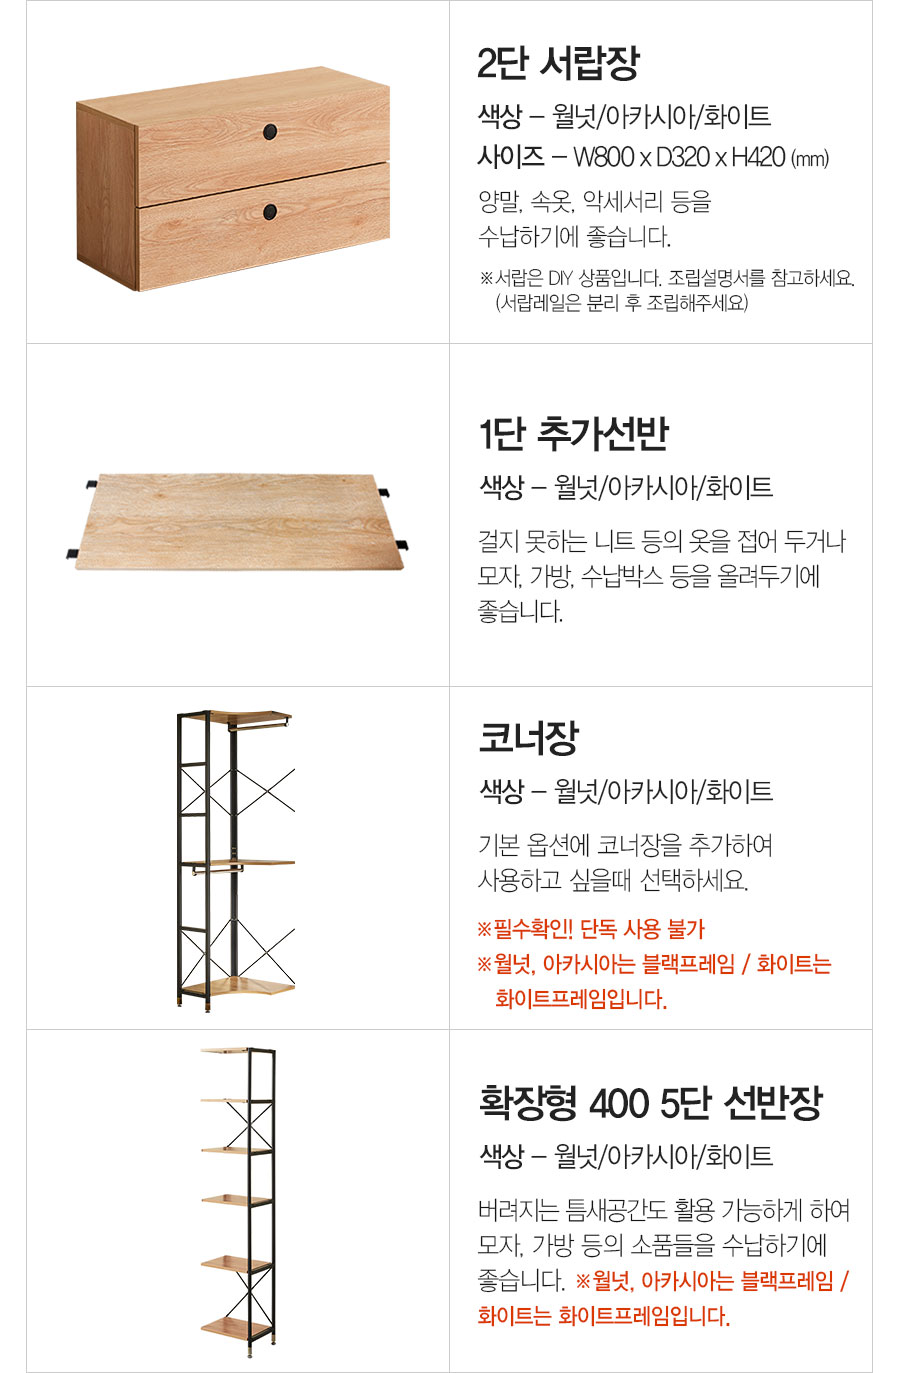 2단 서랍장
색상 – 월넛/아카시아/화이트
사이즈 – W800 x D320 x H420 (mm)
양말, 속옷, 악세서리 등을
수납하기에 좋습니다.
※서랍은 DIY 상품입니다. 조립설명서를 참고하세요.
(서랍레일은 분리 후 조립해주세요)
1단 추가선반
색상 – 월넛/아카시아/화이트
걸지 못하는 니트 등의 옷을 접어 두거나
모자, 가방, 수납박스 등을 올려두기에
좋습니다.
코너장
색상 – 월넛/아카시아/화이트
기본 옵션에 코너장을 추가하여
사용하고 싶을때 선택하세요.
※필수확인! 단독 사용 불가
※월넛, 아카시아는 블랙프레임 / 화이트는
화이트프레임입니다.
확장형 400 5단 선반장
색상 – 월넛/아카시아/화이트
버려지는 틈새공간도 활용 가능하게 하여
모자, 가방 등의 소품들을 수납하기에
좋습니다. ※월넛, 아카시아는 블랙프레임 /
화이트는 화이트프레임입니다.